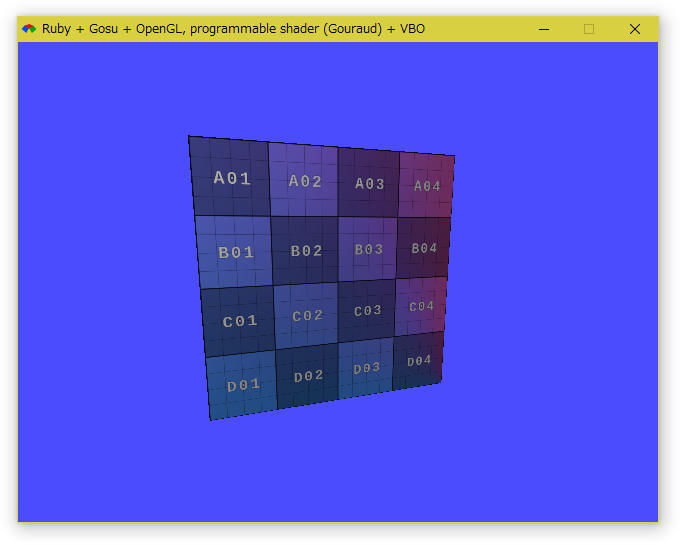 Ruby + Gosu + OpenGL, programmable shader (Gouraud) + VBO
A01 A02 A03 A04
B01 B02 B03 B04
C01 C02 C03 C04
D01 D02 D03 D04